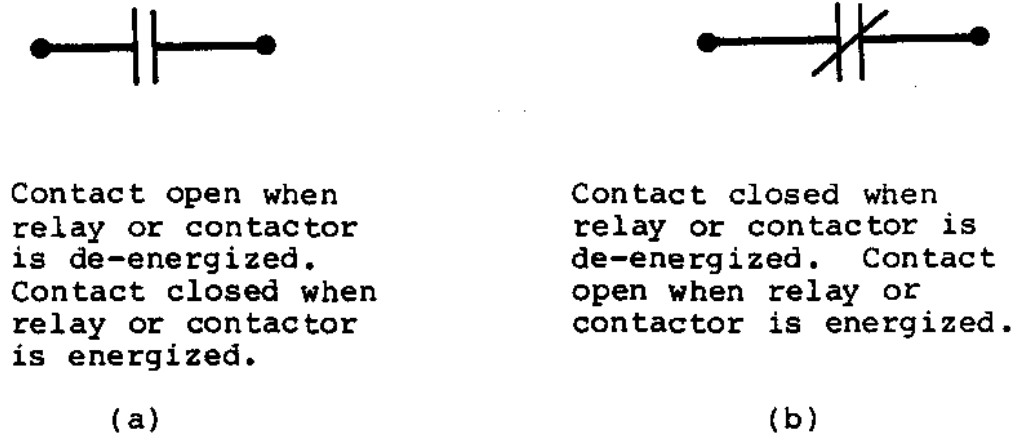 Contact open when
relay or contactor
is de-energized.
Contact closed when
relay or contactor
is energized.
(a)
Contact closed when
relay or contactor is
de-energized.  Contact
open when relay or
contactor is energized.
(b)